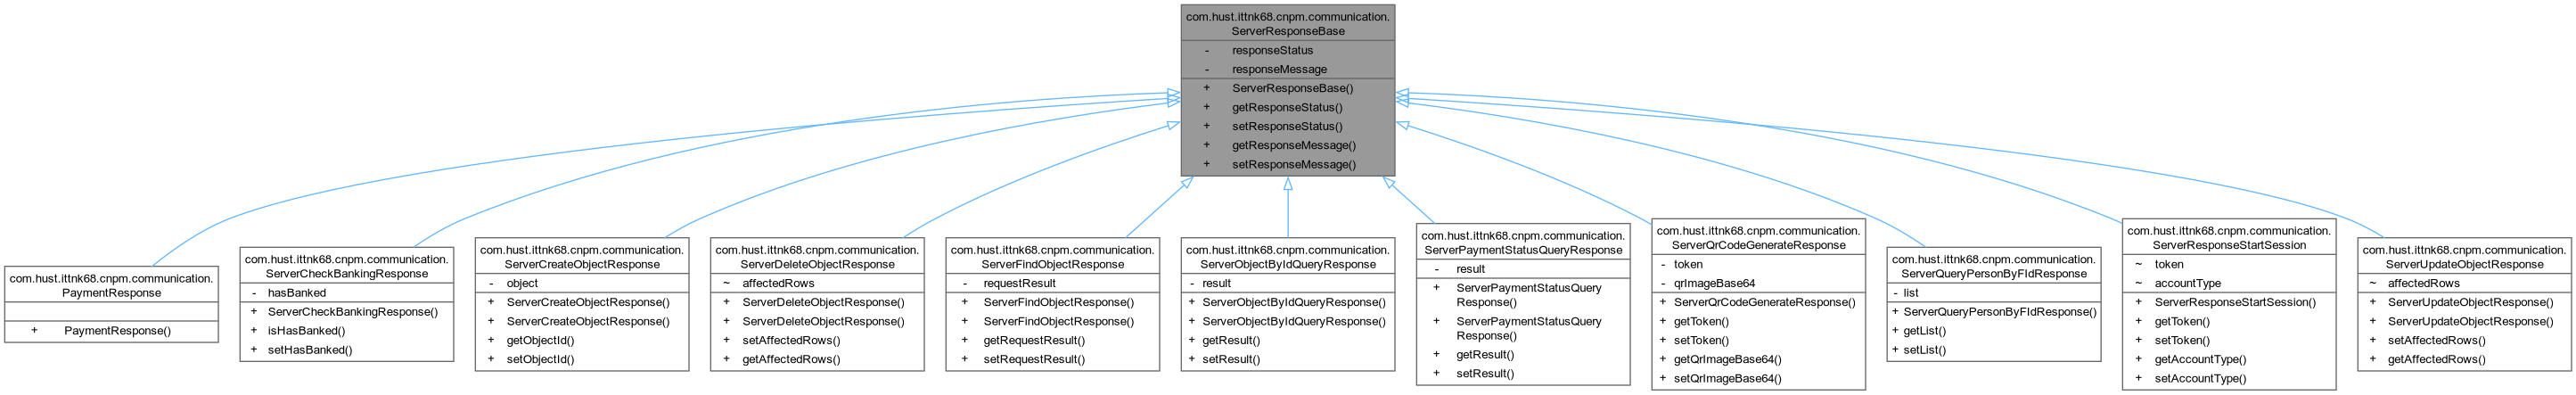 com.hust.ittnk68.cnpm.communication.
ServerResponseBase
- responseStatus
- responseMessage
+ ServerResponseBase()
+ getResponseStatus()
+ setResponseStatus()
+ getResponseMessage()
+ setResponseMessage()
com.hust.ittnk68.cnpm.communication.
PaymentResponse
+ PaymentResponse()
com.hust.ittnk68.cnpm.communication.
ServerCheckBankingResponse
- hasBanked
+ ServerCheckBankingResponse()
+ isHasBanked()
+ setHasBanked()
com.hust.ittnk68.cnpm.communication.
ServerCreateObjectResponse
- object
+ ServerCreateObjectResponse()
+ ServerCreateObjectResponse()
+ getObjectId()
+ setObjectId()
com.hust.ittnk68.cnpm.communication.
ServerDeleteObjectResponse
~ affectedRows
+ ServerDeleteObjectResponse()
+ ServerDeleteObjectResponse()
+ setAffectedRows()
+ getAffectedRows()
com.hust.ittnk68.cnpm.communication.
ServerFindObjectResponse
- requestResult
+ ServerFindObjectResponse()
+ ServerFindObjectResponse()
+ getRequestResult()
+ setRequestResult()
com.hust.ittnk68.cnpm.communication.
ServerObjectByIdQueryResponse
- result
+ ServerObjectByIdQueryResponse()
+ ServerObjectByIdQueryResponse()
+ getResult()
+ setResult()
com.hust.ittnk68.cnpm.communication.
ServerPaymentStatusQueryResponse
- result
+ ServerPaymentStatusQuery
Response()
+ ServerPaymentStatusQuery
Response()
+ getResult()
+ setResult()
com.hust.ittnk68.cnpm.communication.
ServerQrCodeGenerateResponse
- token
- qrImageBase64
+ ServerQrCodeGenerateResponse()
+ getToken()
+ setToken()
+ getQrImageBase64()
+ setQrImageBase64()
com.hust.ittnk68.cnpm.communication.
ServerQueryPersonByFIdResponse
- list
+ ServerQueryPersonByFIdResponse()
+ getList()
+ setList()
com.hust.ittnk68.cnpm.communication.
ServerResponseStartSession
~ token
~ accountType
+ ServerResponseStartSession()
+ getToken()
+ setToken()
+ getAccountType()
+ setAccountType()
com.hust.ittnk68.cnpm.communication.
ServerUpdateObjectResponse
~ affectedRows
+ ServerUpdateObjectResponse()
+ ServerUpdateObjectResponse()
+ setAffectedRows()
+ getAffectedRows()